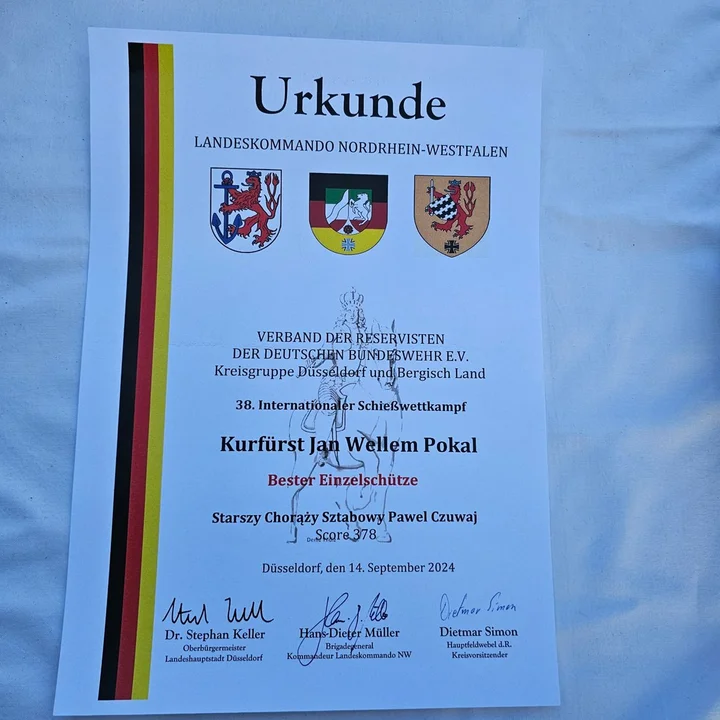 Urkunde
LANDESKOMMANDO NORDRHEIN-WESTFALEN
VERBAND DER RESERVISTEN
DER DEUTSCHEN BUNDESWEHR E.V.
Kreisgruppe Düsseldorf und Bergisch Land
38. Internationaler Schießwettkampf
Kurfürst Jan Wellem Pokal
Bester Einzelschütze
Starszy Chorąży Sztabowy Pawel Czuwaj
Score 378
Düsseldorf, den 14. September 2024
Dietmar Simon
Dr. Stephan Keller Hans-Dieter Müller Dietmar Simon
Oberbürgermeister Brigadegeneral Hauptfeldwebel d.R.
Landeshauptstadt Düsseldorf Kommandeur Landeskommando NW Kreisvorsitzender